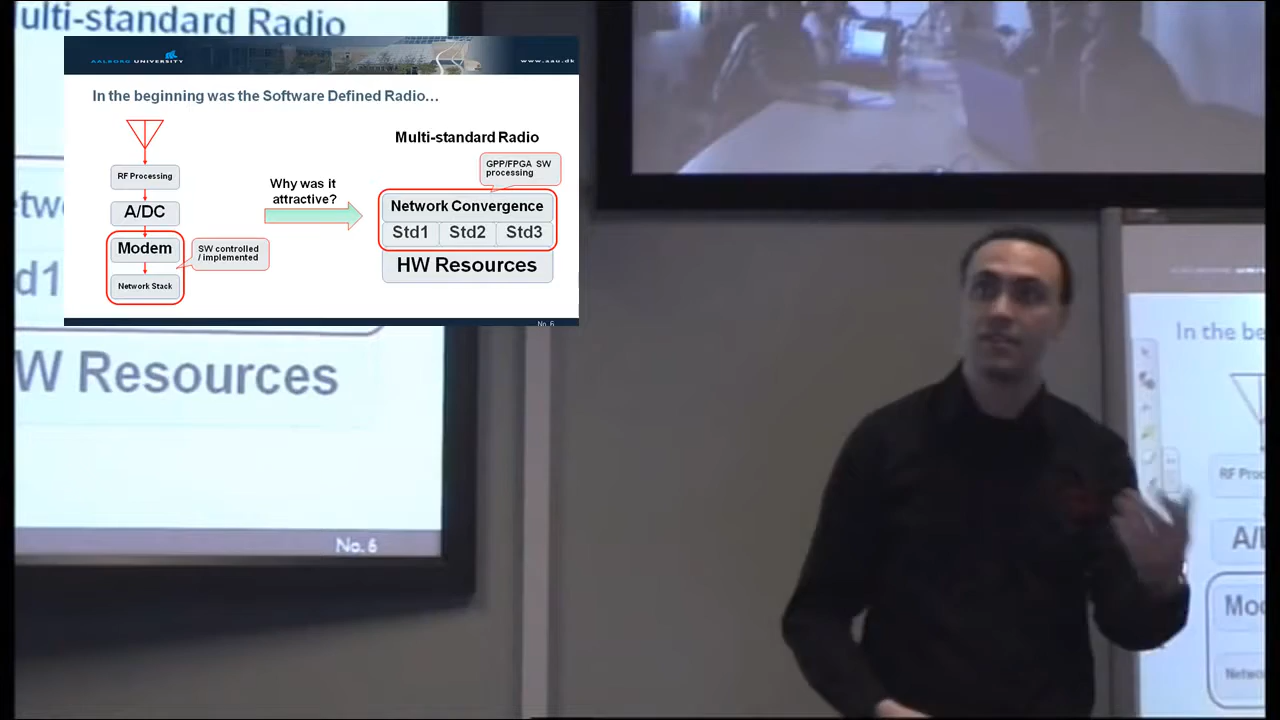 ulti-standard Radio
AALBORG UNIVERSITY
www.aau.dk
In the beginning was the Software Defined Radio…
Multi-standard Radio
GPP/FPGA SW
processing
RF Processing
Why was it
attractive?
Network Convergence
A/DC
Std1 Std2 Std3
Modem
SW controlled
/ implemented
HW Resources
Network Stack
No. 6
etw
d1
W Resources
No. 6
In the be
RF Proc
A/
Mo
Netwo